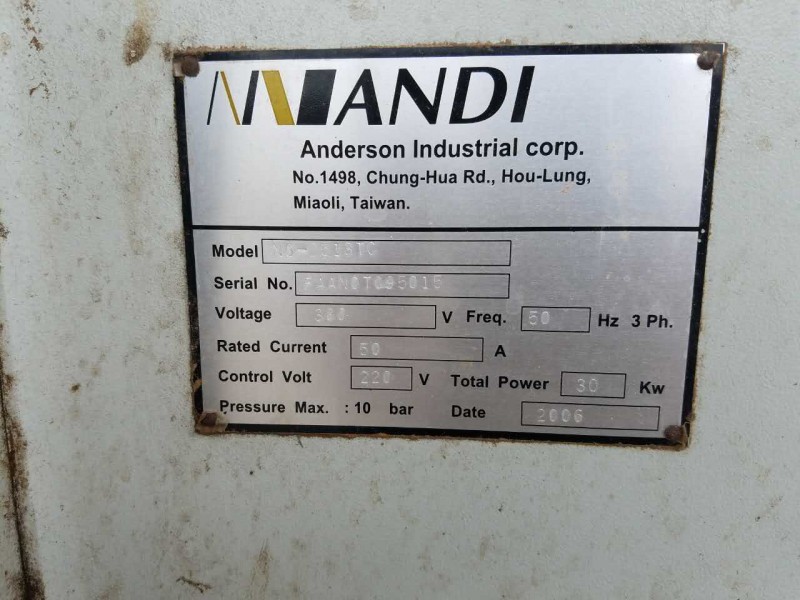 ANDI
Anderson Industrial corp.
No.1498, Chung-Hua Rd., Hou-Lung,
Miaoli, Taiwan.
Model
Serial No.
Voltage 380 V Freq. 50 Hz 3 Ph.
Rated Current 50 A
Control Volt 220 V Total Power 30 Kw
Pressure Max. : 10 bar Date 2006